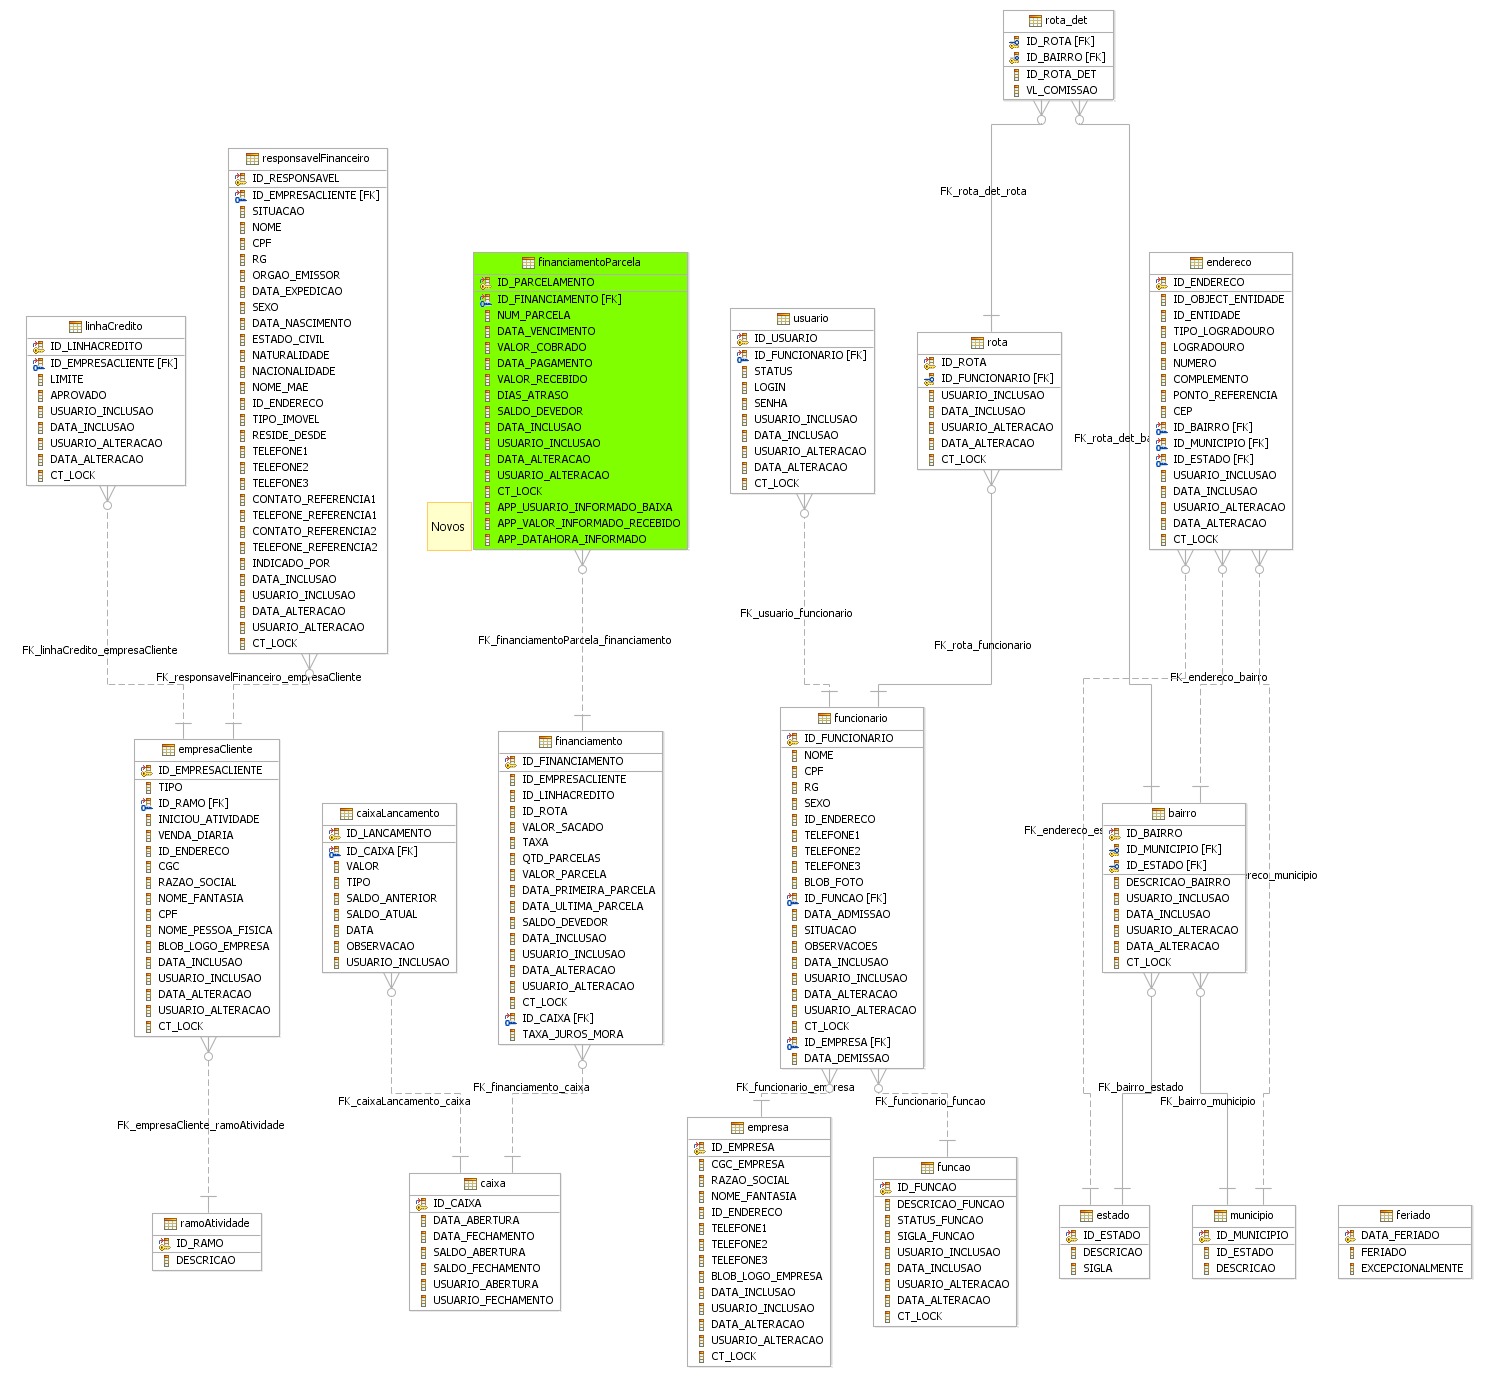 rota_det
ID_ROTA [FK]
ID_BAIRRO [FK]
ID_ROTA_DET
VL_COMISSAO
responsavelFinanceiro
ID_RESPONSAVEL
ID_EMPRESACLIENTE [FK]
SITUACAO
NOME
CPF
RG
ORGAO_EMISSOR
DATA_EXPEDICAO
SEXO
DATA_NASCIMENTO
ESTADO_CIVIL
NATURALIDADE
NACIONALIDADE
NOME_MAE
ID_ENDERECO
TIPO_IMOVEL
RESIDE_DESDE
TELEFONE1
TELEFONE2
TELEFONE3
CONTATO_REFERENCIA1
TELEFONE_REFERENCIA1
CONTATO_REFERENCIA2
TELEFONE_REFERENCIA2
INDICADO_POR
DATA_INCLUSAO
USUARIO_INCLUSAO
DATA_ALTERACAO
USUARIO_ALTERACAO
CT_LOCK
FK_rota_det_rota
financiamentoParcela
ID_PARCELAMENTO
ID_FINANCIAMENTO [FK]
NUM_PARCELA
DATA_VENCIMENTO
VALOR_COBRADO
DATA_PAGAMENTO
VALOR_RECEBIDO
DIAS_ATRASO
SALDO_DEVEDOR
DATA_INCLUSAO
USUARIO_INCLUSAO
DATA_ALTERACAO
USUARIO_ALTERACAO
CT_LOCK
APP_USUARIO_INFORMADO_BAIXA
APP_VALOR_INFORMADO_RECEBIDO
APP_DATAHORA_INFORMADO
Novos
endereco
ID_ENDERECO
ID_OBJECT_ENTIDADE
ID_ENTIDADE
TIPO_LOGRADOURO
LOGRADOURO
NUMERO
COMPLEMENTO
PONTO_REFERENCIA
CEP
ID_BAIRRO [FK]
ID_MUNICIPIO [FK]
ID_ESTADO [FK]
USUARIO_INCLUSAO
DATA_INCLUSAO
USUARIO_ALTERACAO
DATA_ALTERACAO
CT_LOCK
linhaCredito
ID_LINHACREDITO
ID_EMPRESACLIENTE [FK]
LIMITE
APROVADO
USUARIO_INCLUSAO
DATA_INCLUSAO
USUARIO_ALTERACAO
DATA_ALTERACAO
CT_LOCK
usuario
ID_USUARIO
ID_FUNCIONARIO [FK]
STATUS
LOGIN
SENHA
USUARIO_INCLUSAO
DATA_INCLUSAO
USUARIO_ALTERACAO
DATA_ALTERACAO
CT_LOCK
rota
ID_ROTA
ID_FUNCIONARIO [FK]
USUARIO_INCLUSAO
DATA_INCLUSAO
USUARIO_ALTERACAO
DATA_ALTERACAO
CT_LOCK
FK_rota_det_ba
FK_usuario_funcionario
FK_financiamentoParcela_financiamento
FK_rota_funcionario
FK_linhaCredito_empresaCliente
FK_responsavelFinanceiro_empresaCliente
FK_endereco_bairro
empresaCliente
ID_EMPRESACLIENTE
TIPO
ID_RAMO [FK]
INICIOU_ATIVIDADE
VENDA_DIARIA
ID_ENDERECO
CGC
RAZAO_SOCIAL
NOME_FANTASIA
CPF
NOME_PESSOA_FISICA
BLOB_LOGO_EMPRESA
DATA_INCLUSAO
USUARIO_INCLUSAO
DATA_ALTERACAO
USUARIO_ALTERACAO
CT_LOCK
caixaLancamento
ID_LANCAMENTO
ID_CAIXA [FK]
VALOR
TIPO
SALDO_ANTERIOR
SALDO_ATUAL
DATA
OBSERVACAO
USUARIO_INCLUSAO
financiamento
ID_FINANCIAMENTO
ID_EMPRESACLIENTE
ID_LINHACREDITO
ID_ROTA
VALOR_SACADO
TAXA
QTD_PARCELAS
VALOR_PARCELA
DATA_PRIMEIRA_PARCELA
DATA_ULTIMA_PARCELA
SALDO_DEVEDOR
DATA_INCLUSAO
USUARIO_INCLUSAO
DATA_ALTERACAO
USUARIO_ALTERACAO
CT_LOCK
ID_CAIXA [FK]
TAXA_JUROS_MORA
funcionario
ID_FUNCIONARIO
NOME
CPF
RG
SEXO
ID_ENDERECO
TELEFONE1
TELEFONE2
TELEFONE3
BLOB_FOTO
ID_FUNCAO [FK]
DATA_ADMISSAO
SITUACAO
OBSERVACOES
DATA_INCLUSAO
USUARIO_INCLUSAO
DATA_ALTERACAO
USUARIO_ALTERACAO
CT_LOCK
ID_EMPRESA [FK]
DATA_DEMISSAO
FK_endereco_es
bairro
ID_BAIRRO
ID_MUNICIPIO [FK]
ID_ESTADO [FK]
DESCRICAO_BAIRRO
USUARIO_INCLUSAO
DATA_INCLUSAO
USUARIO_ALTERACAO
DATA_ALTERACAO
CT_LOCK
reco_municipio
FK_financiamento_caixa
FK_caixaLancamento_caixa
FK_funcionario_empresa
FK_funcionario_funcao
FK_bairro_estado
FK_bairro_municipio
FK_empresaCliente_ramoAtividade
ramoAtividade
ID_RAMO
DESCRICAO
caixa
ID_CAIXA
DATA_ABERTURA
DATA_FECHAMENTO
SALDO_ABERTURA
SALDO_FECHAMENTO
USUARIO_ABERTURA
USUARIO_FECHAMENTO
empresa
ID_EMPRESA
CGC_EMPRESA
RAZAO_SOCIAL
NOME_FANTASIA
ID_ENDERECO
TELEFONE1
TELEFONE2
TELEFONE3
BLOB_LOGO_EMPRESA
DATA_INCLUSAO
USUARIO_INCLUSAO
DATA_ALTERACAO
USUARIO_ALTERACAO
CT_LOCK
funcao
ID_FUNCAO
DESCRICAO_FUNCAO
STATUS_FUNCAO
SIGLA_FUNCAO
USUARIO_INCLUSAO
DATA_INCLUSAO
USUARIO_ALTERACAO
DATA_ALTERACAO
CT_LOCK
estado
ID_ESTADO
DESCRICAO
SIGLA
municipio
ID_MUNICIPIO
ID_ESTADO
DESCRICAO
feriado
DATA_FERIADO
FERIADO
EXCEPCIONALMENTE